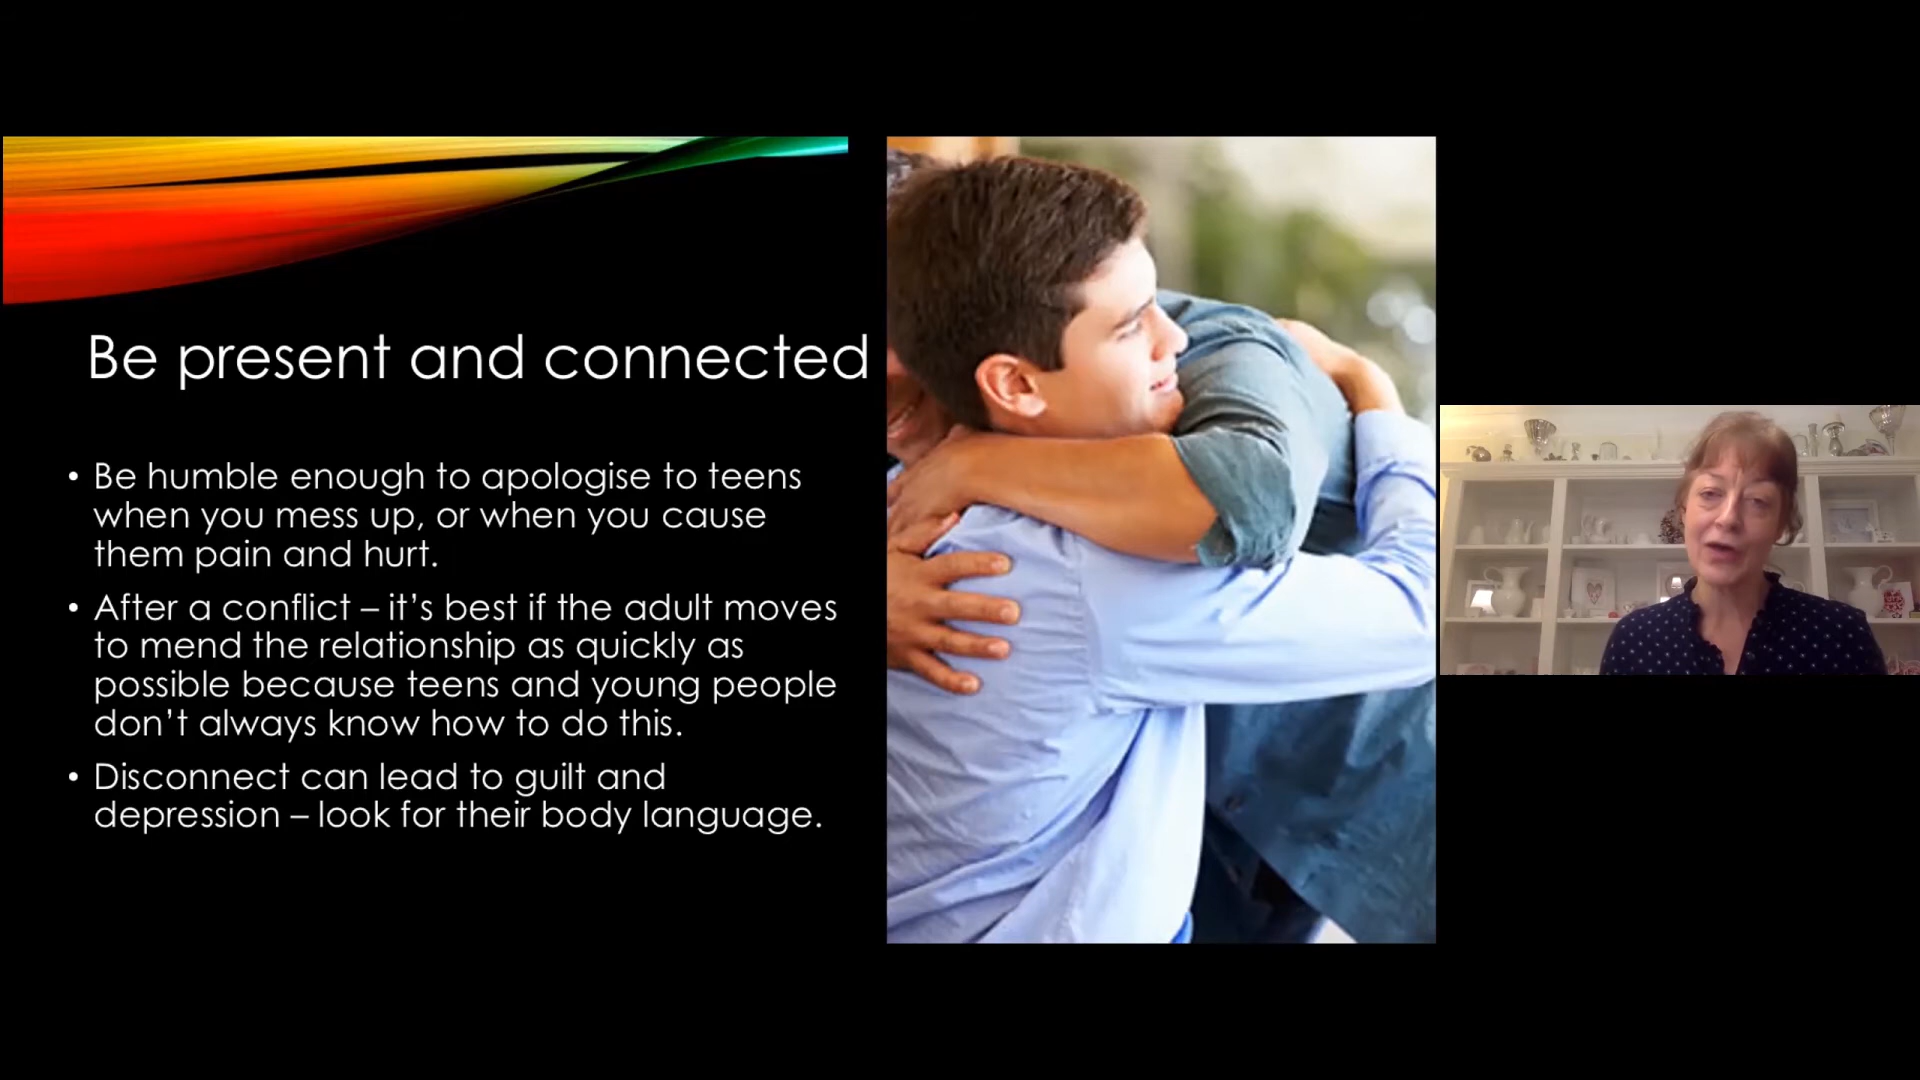 Be present and connected
• Be humble enough to apologise to teens
when you mess up, or when you cause
them pain and hurt.
• After a conflict – it’s best if the adult moves
to mend the relationship as quickly as
possible because teens and young people
don’t always know how to do this.
• Disconnect can lead to guilt and
depression – look for their body language.